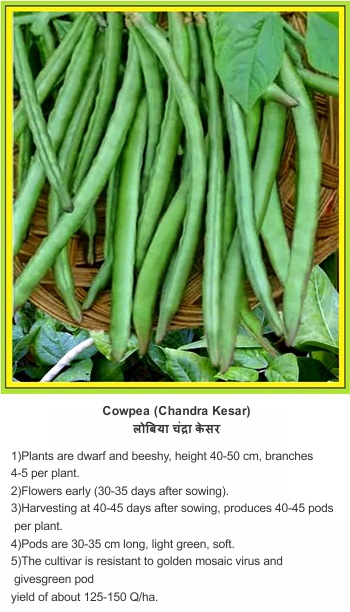 Cowpea (Chandra Kesar)
लोबिया चंद्रा केसर
1)Plants are dwarf and beeshy, height 40-50 cm, branches
4-5 per plant.
2)Flowers early (30-35 days after sowing).
3)Harvesting at 40-45 days after sowing, produces 40-45 pods
per plant.
4)Pods are 30-35 cm long, light green, soft.
5)The cultivar is resistant to golden mosaic virus and
givesgreen pod
yield of about 125-150 Q/ha.